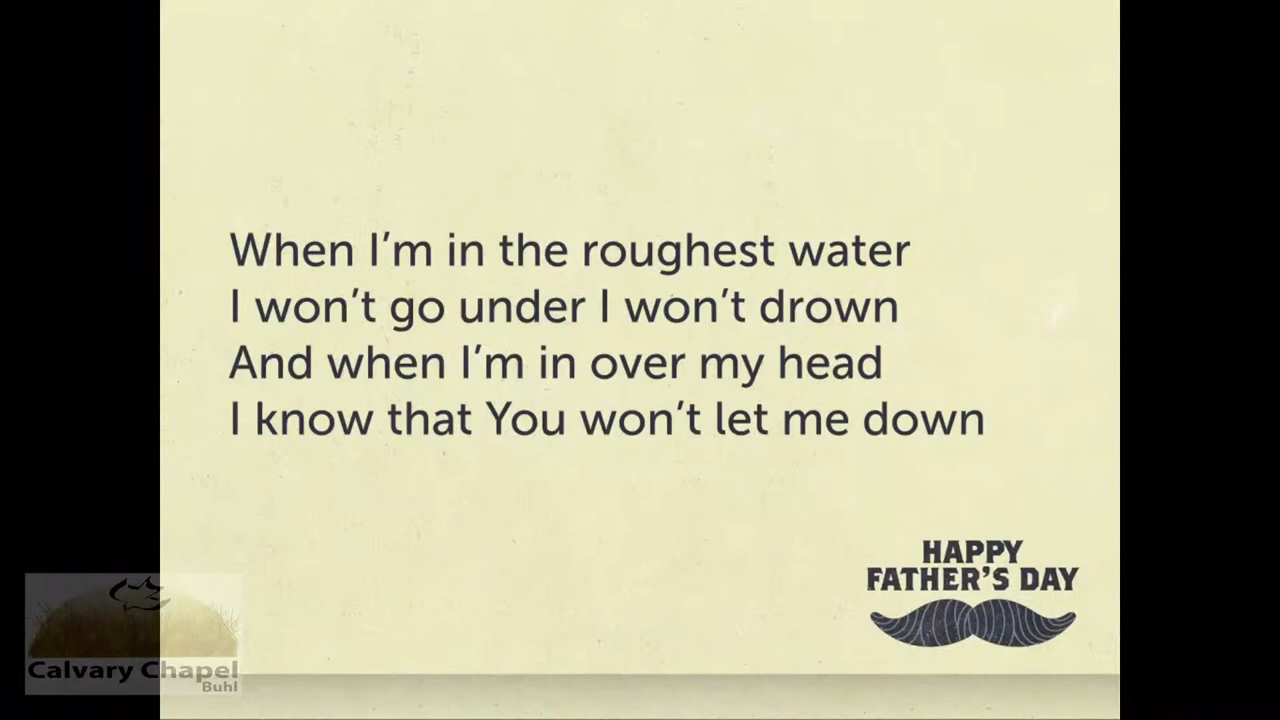 When I’m in the roughest water
I won’t go under I won’t drown
And when I’m in over my head
I know that You won’t let me down
HAPPY
FATHER’S DAY
Calvary Chapel
Buhl